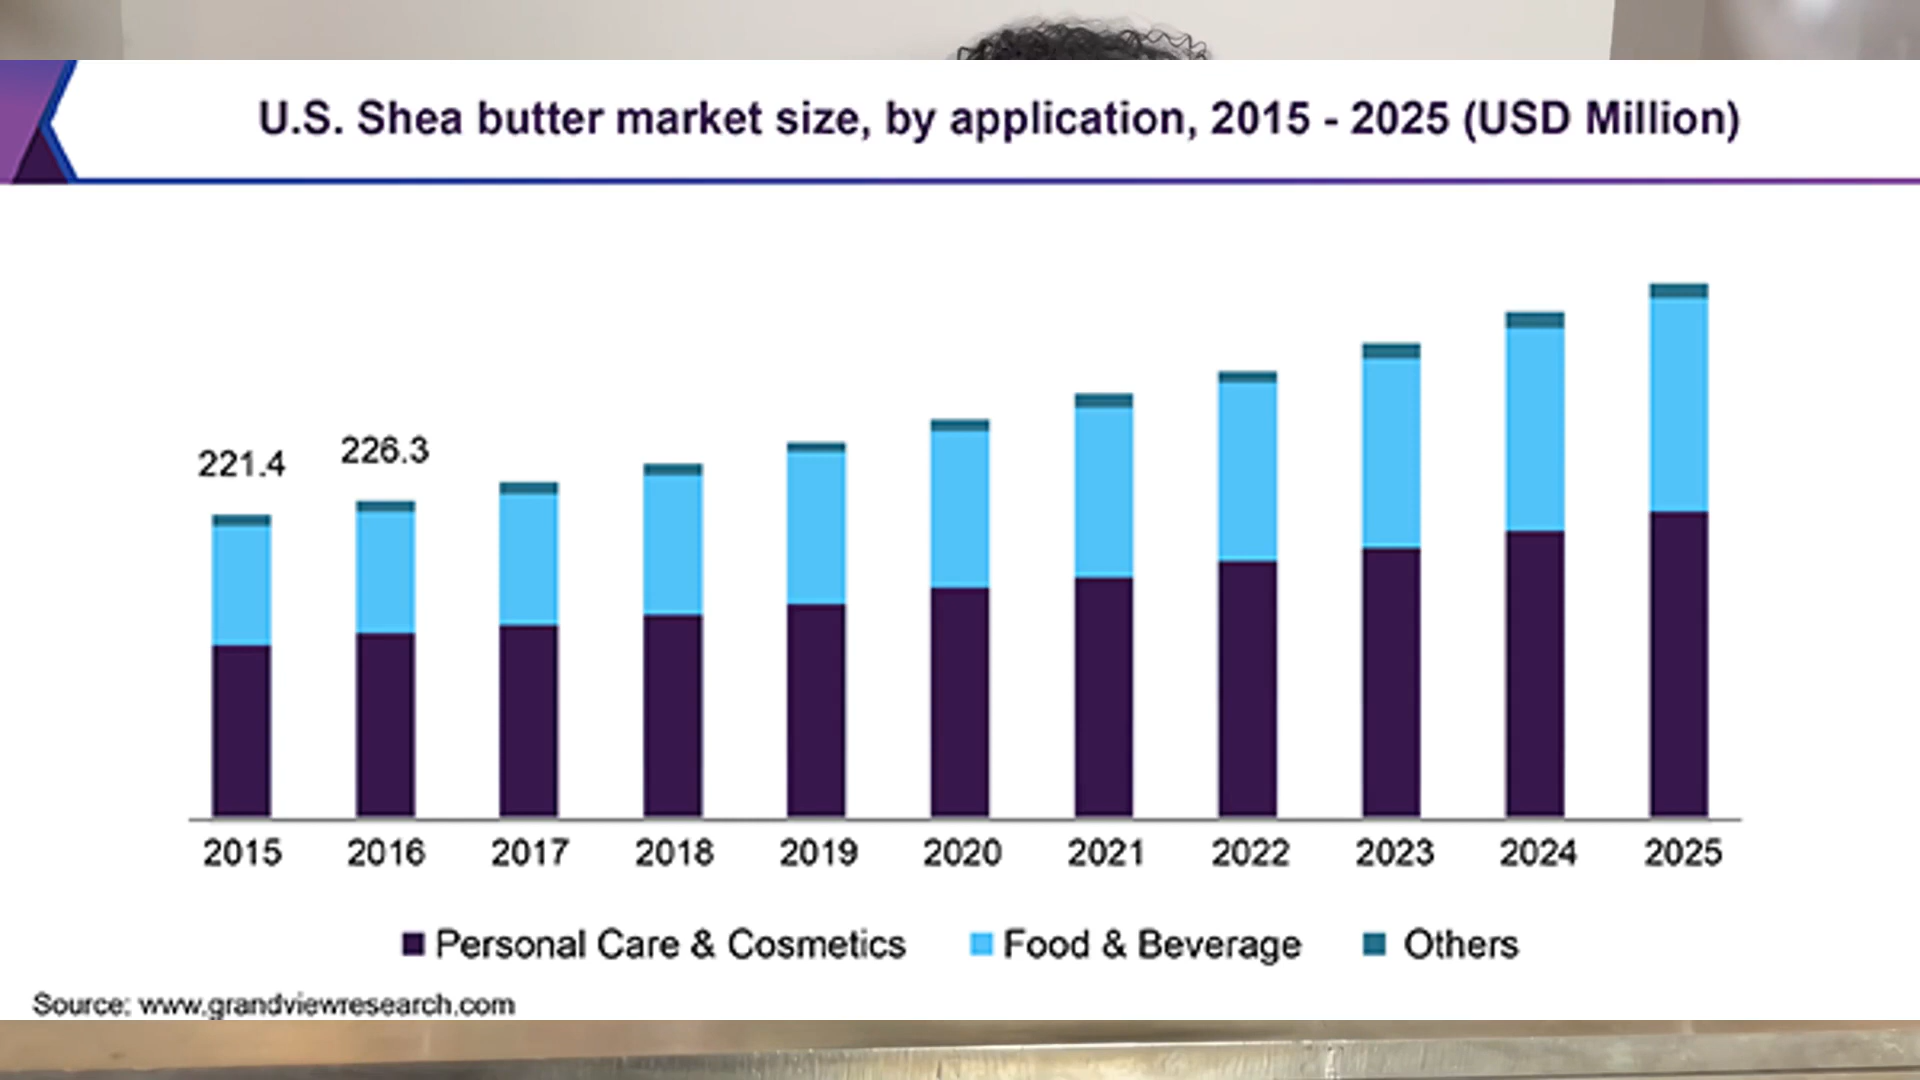 U.S. Shea butter market size, by application, 2015 - 2025 (USD Million)
221.4
226.3
2015 2016 2017 2018 2019 2020 2021 2022 2023 2024 2025
Personal Care & Cosmetics Food & Beverage Others
Source: www.grandviewresearch.com